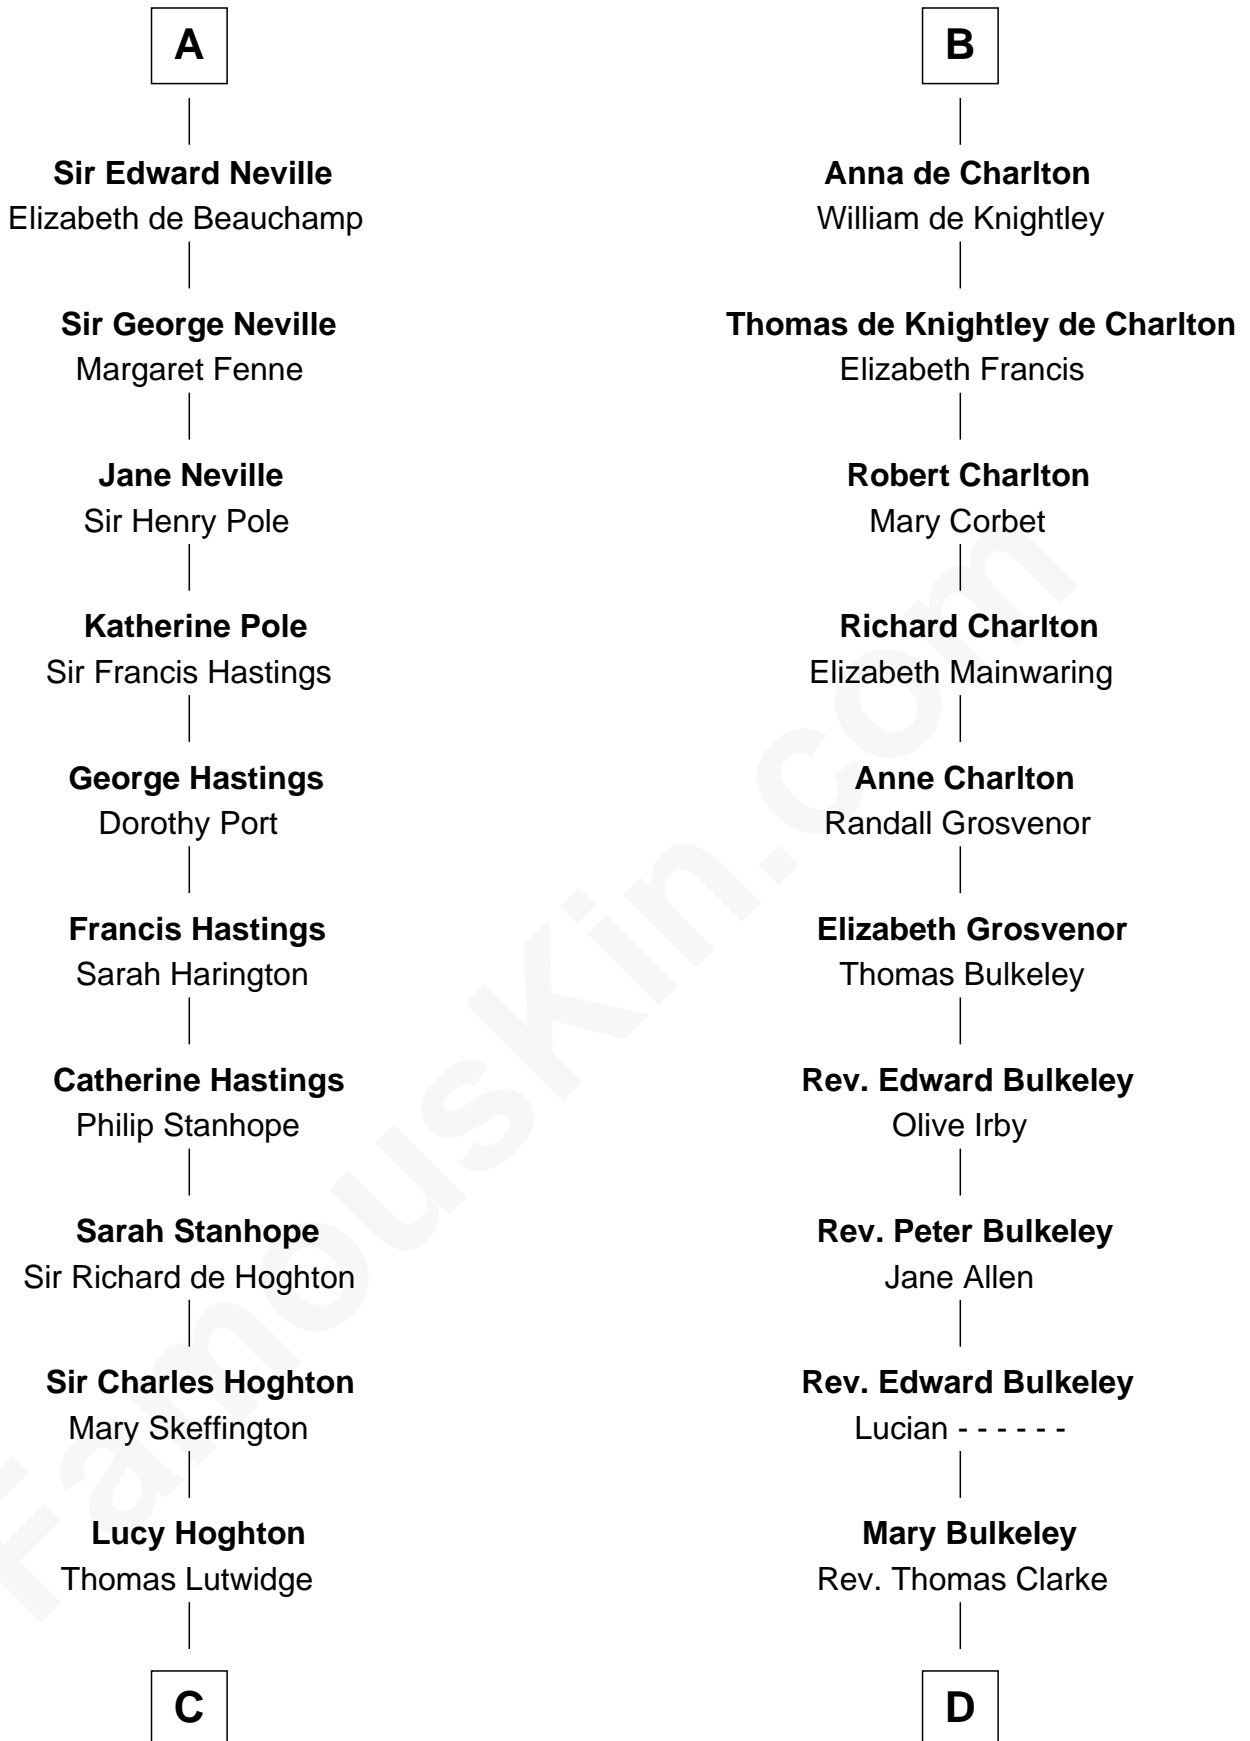 A
Sir Edward Neville
Elizabeth de Beauchamp
Sir George Neville
Margaret Fenne
Jane Neville
Sir Henry Pole
Katherine Pole
Sir Francis Hastings
George Hastings
Dorothy Port
Francis Hastings
Sarah Harington
Catherine Hastings
Philip Stanhope
Sarah Stanhope
Sir Richard de Hoghton
Sir Charles Hoghton
Mary Skeffington
Lucy Hoghton
Thomas Lutwidge
C
B
Anna de Charlton
William de Knightley
Thomas de Knightley de Charlton
Elizabeth Francis
Robert Charlton
Mary Corbet
Richard Charlton
Elizabeth Mainwaring
Anne Charlton
Randall Grosvenor
Elizabeth Grosvenor
Thomas Bulkeley
Rev. Edward Bulkeley
Olive Irby
Rev. Peter Bulkeley
Jane Allen
Rev. Edward Bulkeley
Lucian - - - - - -
Mary Bulkeley
Rev. Thomas Clarke
D
FamousKin.com